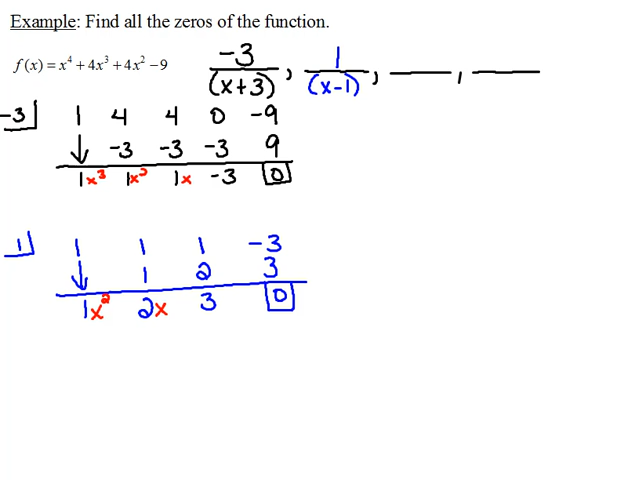 Example: Find all the zeros of the function.
f(x) = x⁴ + 4x³ + 4x² − 9
-3/(x+3), 1/(x-1), ___, ___
-3| 1 4 4 0 -9
↓ -3 -3 -3 9
1x³ 1x² 1x -3 0
1| 1 1 1 -3
↓ 1 2 3
1x² 2x 3 0